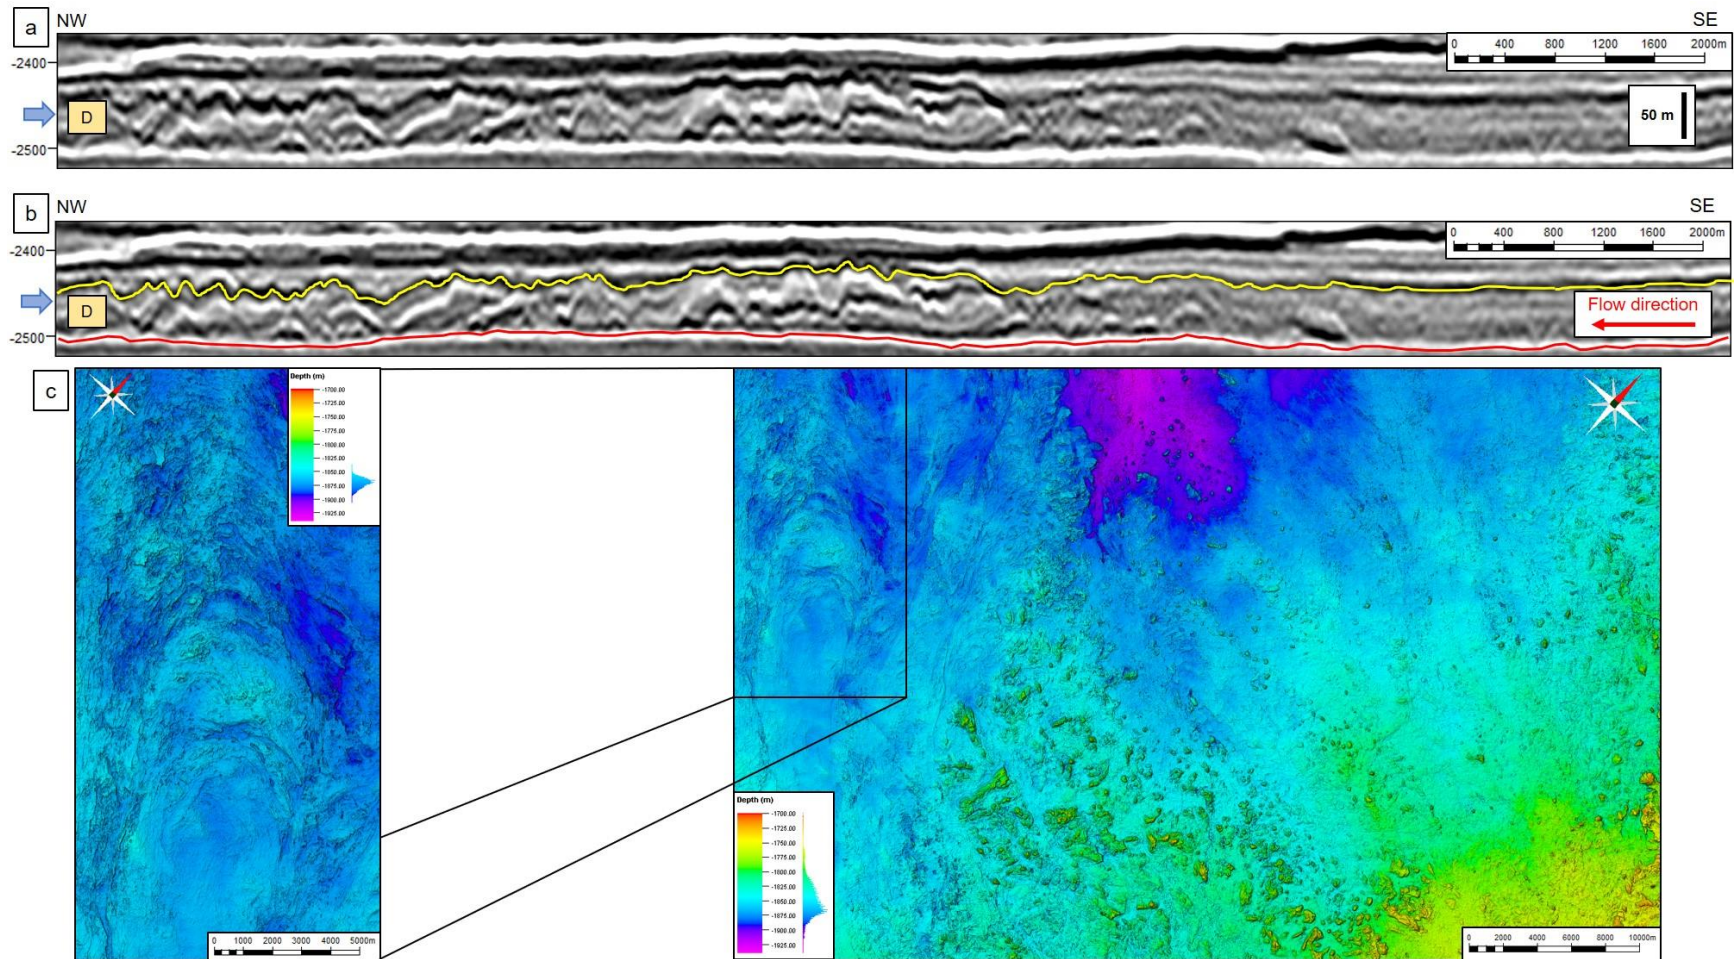 a
NW
SE
0 400 800 1200 1600 2000m
-2400
D
50 m
-2500
b
NW
SE
0 400 800 1200 1600 2000m
-2400
D
Flow direction
-2500
c
Depth (m)
-1700.00
-1725.00
-1750.00
-1775.00
-1800.00
-1825.00
-1850.00
-1875.00
-1900.00
-1925.00
0 1000 2000 3000 4000 5000m
Depth (m)
-1700.00
-1725.00
-1750.00
-1775.00
-1800.00
-1825.00
-1850.00
-1875.00
-1900.00
-1925.00
0 2000 4000 6000 8000 10000m